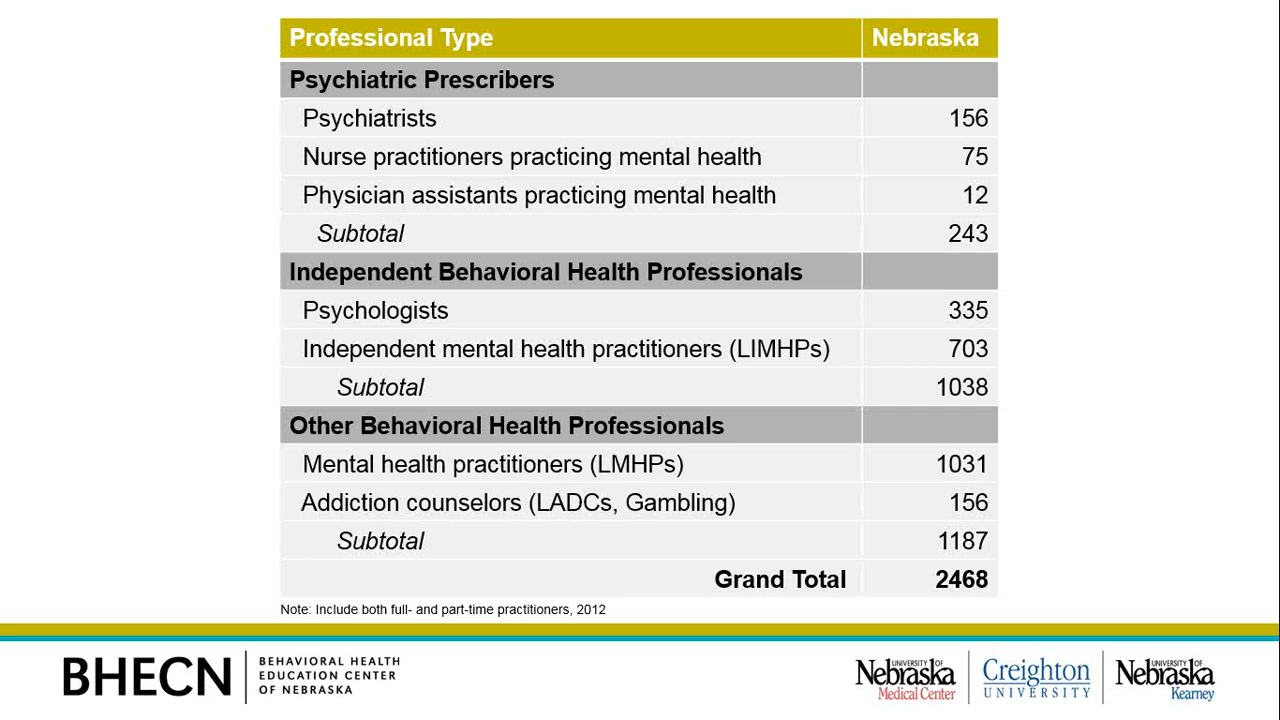 Professional Type Nebraska
Psychiatric Prescribers
Psychiatrists 156
Nurse practitioners practicing mental health 75
Physician assistants practicing mental health 12
Subtotal 243
Independent Behavioral Health Professionals
Psychologists 335
Independent mental health practitioners (LIMHPs) 703
Subtotal 1038
Other Behavioral Health Professionals
Mental health practitioners (LMHPs) 1031
Addiction counselors (LADCs, Gambling) 156
Subtotal 1187
Grand Total 2468
Note: Include both full- and part-time practitioners, 2012
BHECN
BEHAVIORAL HEALTH
EDUCATION CENTER
OF NEBRASKA
UNIVERSITY OF
Nebraska
Medical Center
Creighton
UNIVERSITY
UNIVERSITY OF
Nebraska
Kearney